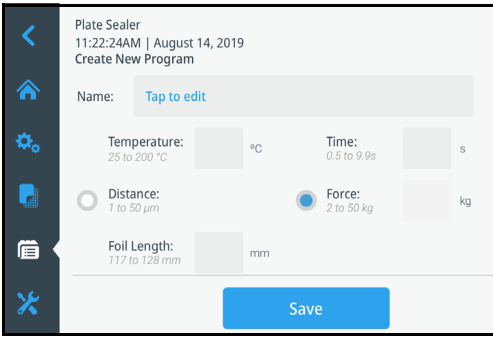 Plate Sealer
11:22:24AM | August 14, 2019
Create New Program
Name: Tap to edit
Temperature: ºC Time: s
25 to 200 °C 0.5 to 9.9s
Distance: Force: kg
1 to 50 μm 2 to 50 kg
Foil Length: mm
117 to 128 mm
Save